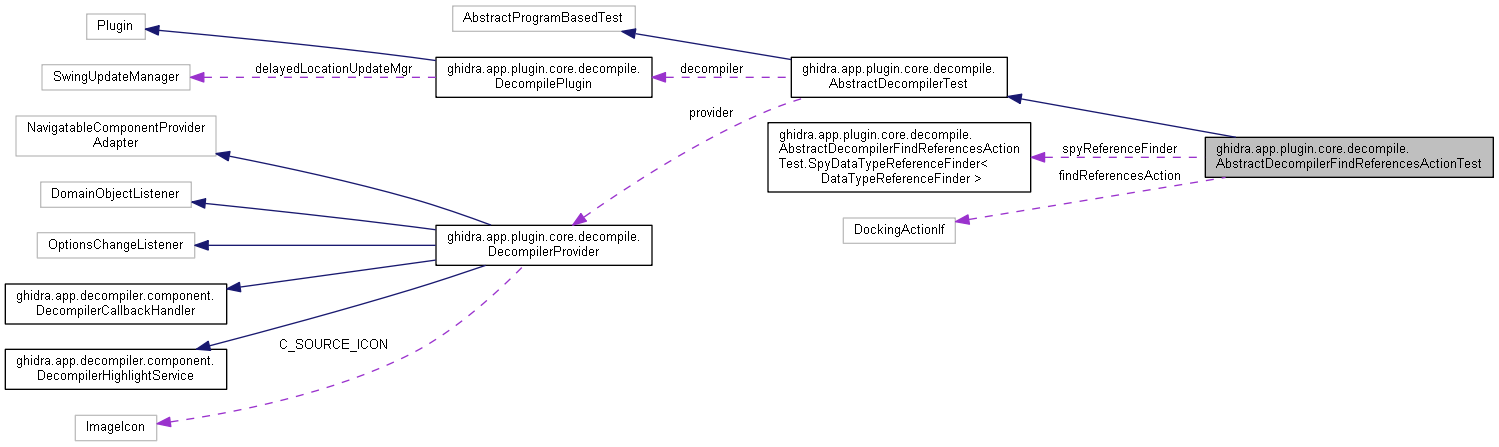 Plugin
AbstractProgramBasedTest
SwingUpdateManager
delayedLocationUpdateMgr
ghidra.app.plugin.core.decompile.
DecompilePlugin
decompiler
ghidra.app.plugin.core.decompile.
AbstractDecompilerTest
provider
NavigatableComponentProvider
Adapter
ghidra.app.plugin.core.decompile.
AbstractDecompilerFindReferencesAction
Test.SpyDataTypeReferenceFinder<
DataTypeReferenceFinder >
spyReferenceFinder
findReferencesAction
ghidra.app.plugin.core.decompile.
AbstractDecompilerFindReferencesActionTest
DomainObjectListener
DockingActionIf
OptionsChangeListener
ghidra.app.plugin.core.decompile.
DecompilerProvider
ghidra.app.decompiler.component.
DecompilerCallbackHandler
C_SOURCE_ICON
ghidra.app.decompiler.component.
DecompilerHighlightService
ImageIcon